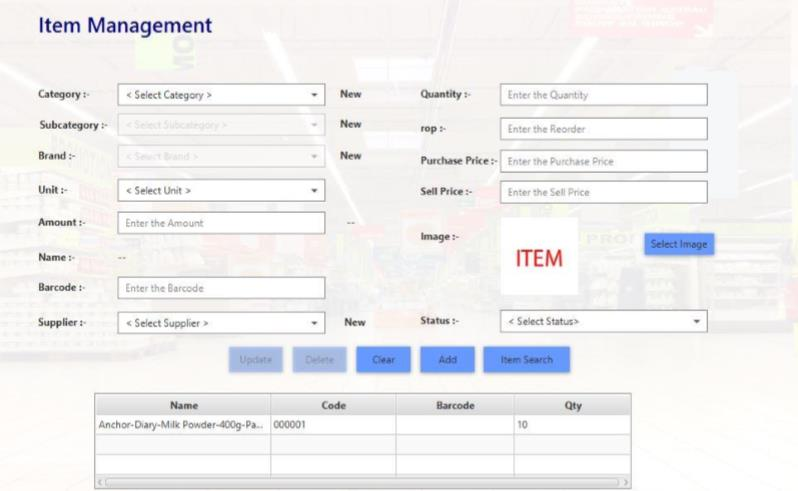 Item Management
Category :-
< Select Category >
New
Subcategory :-
< Select Subcategory >
New
Brand :-
< Select Brand >
New
Unit :-
< Select Unit >
Amount :-
Enter the Amount
--
Name :-
--
Barcode :-
Enter the Barcode
Supplier :-
< Select Supplier >
New
Quantity :-
Enter the Quantity
rop :-
Enter the Reorder
Purchase Price :-
Enter the Purchase Price
Sell Price :-
Enter the Sell Price
Image :-
ITEM
Select Image
Status :-
< Select Status>
Update Delete Clear Add Item Search
Name Code Barcode Qty
Anchor-Diary-Milk Powder-400g-Pa... 000001 10